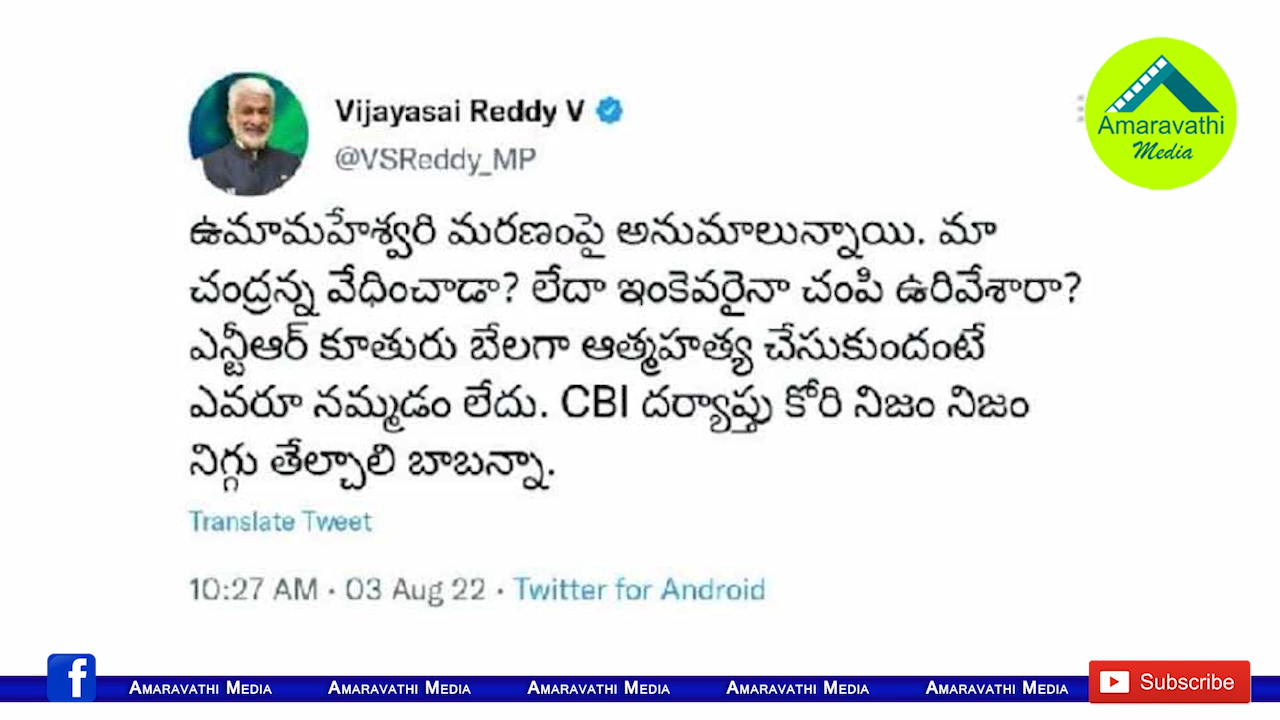 Vijayasai Reddy V
@VSReddy_MP
Amaravathi
Media
ఉమామహేశ్వరి మరణంపై అనుమాలున్నాయి. మా
చంద్రన్న వేధించాడా? లేదా ఇంకెవరైనా చంపి ఉరివేశారా?
ఎన్టీఆర్ కూతురు బేలగా ఆత్మహత్య చేసుకుందంటే
ఎవరూ నమ్మడం లేదు. CBI దర్యాప్తు కోరి నిజం నిజం
నిగ్గు తేల్చాలి బాబన్నా.
Translate Tweet
10:27 AM · 03 Aug 22 · Twitter for Android
f Amaravathi Media Amaravathi Media Amaravathi Media Amaravathi Media Amaravathi Media Subscribe